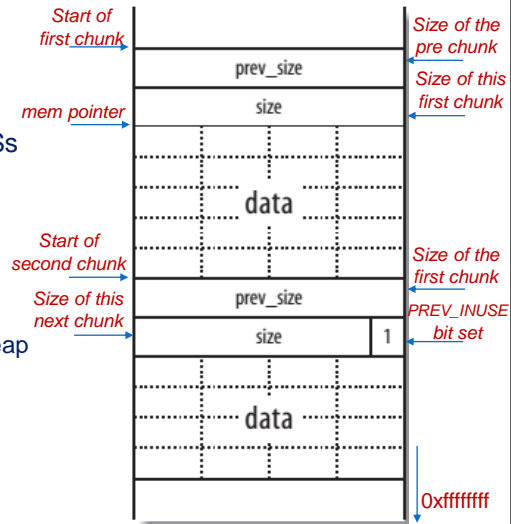 Start of
first chunk
Size of the
pre chunk
prev_size
Size of this
first chunk
size
mem pointer
Ss
data
Start of
second chunk
Size of the
first chunk
prev_size
Size of this
next chunk
PREV_INUSE
bit set
size
1
eap
data
0xffffffff